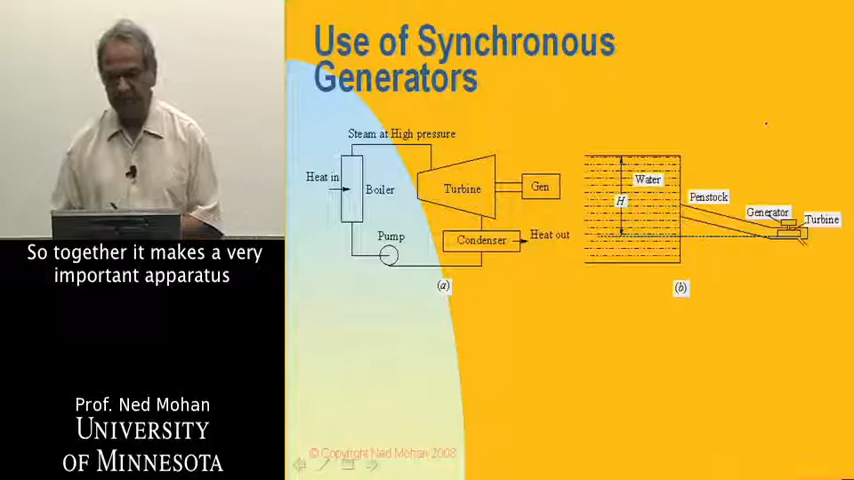 Use of Synchronous
Generators
Steam at High pressure
Heat in
Boiler
Turbine
Gen
Pump
Condenser
Heat out
(a)
Water
H
Penstock
Generator
Turbine
(b)
So together it makes a very
important apparatus
Prof. Ned Mohan
UNIVERSITY
OF MINNESOTA
© Copyright Ned Mohan 2008